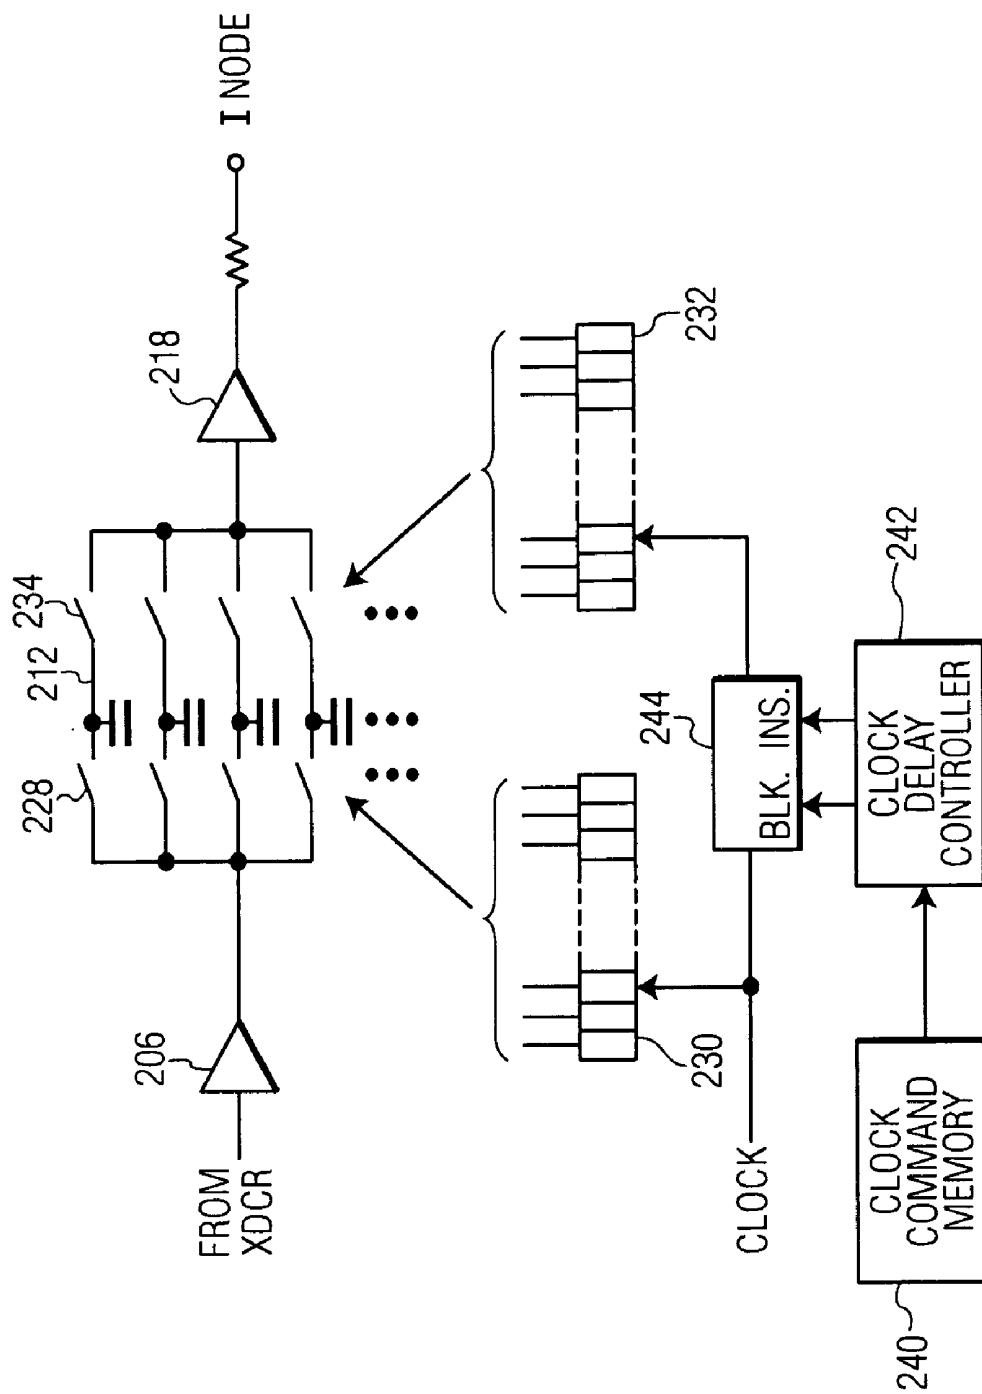 FROM
XDCR
206
228
212
234
218
I NODE
230
232
CLOCK
244
BLK. INS.
240
CLOCK
COMMAND
MEMORY
CLOCK
DELAY
CONTROLLER
242